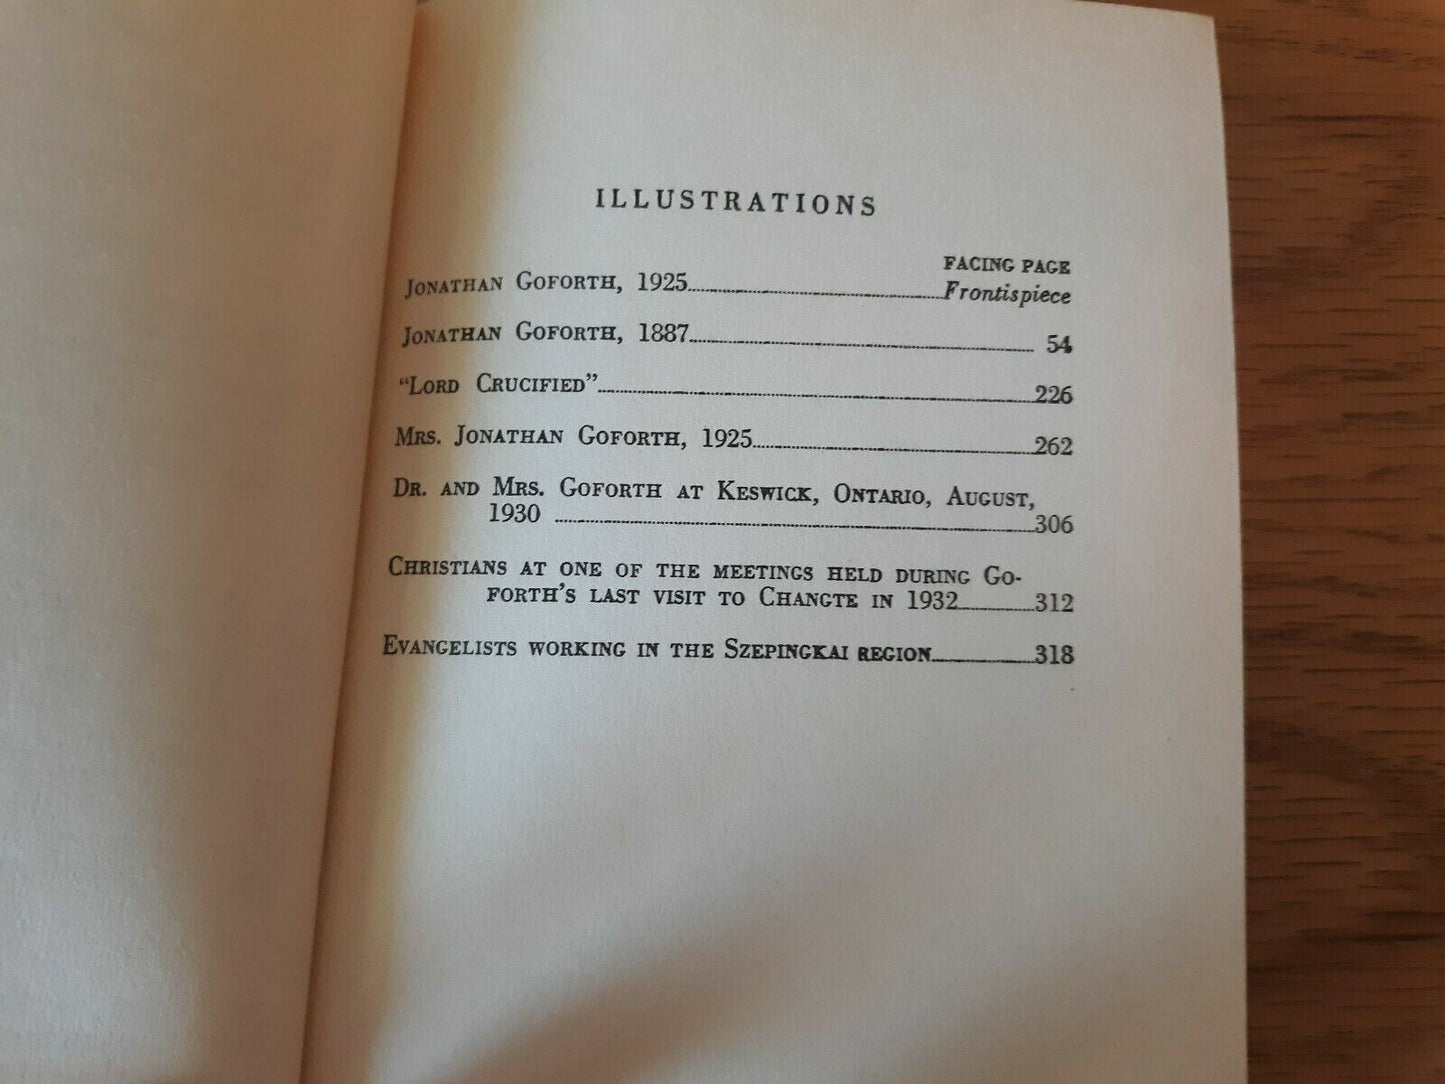 ILLUSTRATIONS
FACING PAGE
JONATHAN GOFORTH, 1925 Frontispiece
JONATHAN GOFORTH, 1887 54
“LORD CRUCIFIED” 226
MRS. JONATHAN GOFORTH, 1925 262
DR. AND MRS. GOFORTH AT KESWICK, ONTARIO, AUGUST,
1930 306
CHRISTIANS AT ONE OF THE MEETINGS HELD DURING GO-
FORTH’S LAST VISIT TO CHANGTE IN 1932 312
EVANGELISTS WORKING IN THE SZEPINGKAI REGION 318